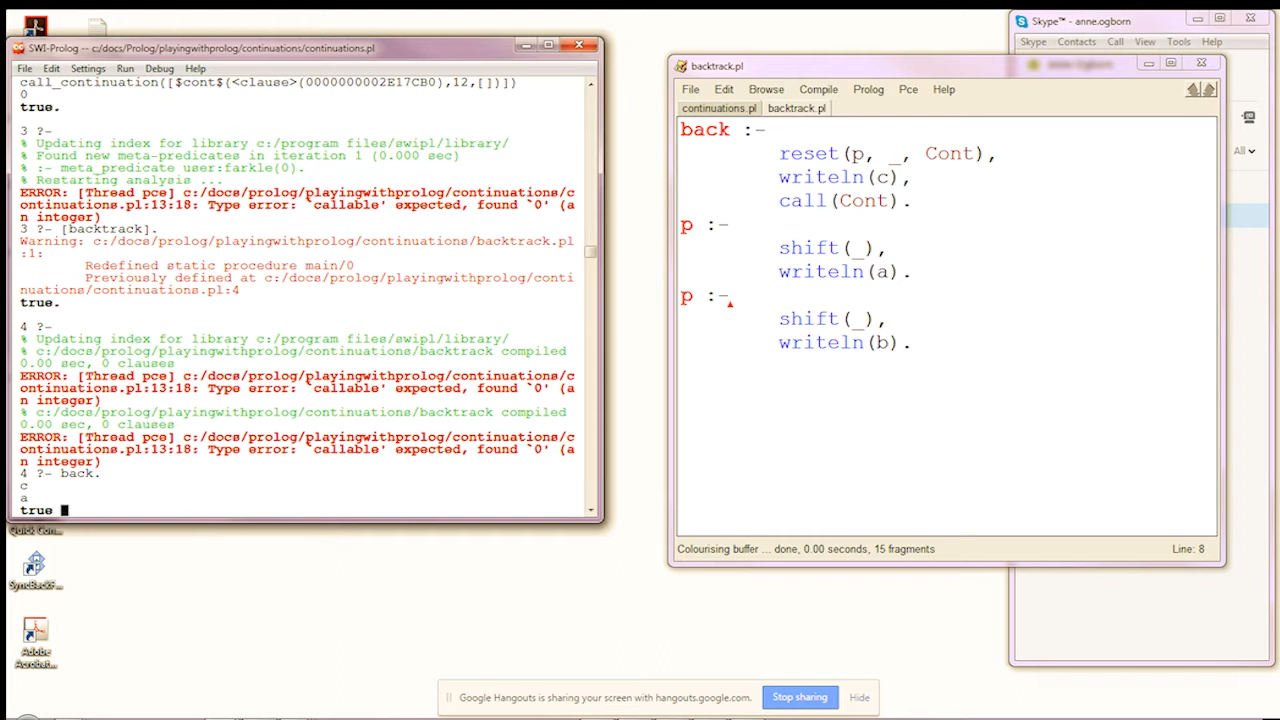 SWI-Prolog -- c:/docs/Prolog/playingwithprolog/continuations/continuations.pl
File Edit Settings Run Debug Help
call_continuation([$cont$(<clause>(0000000002E17CB0),12,[])])
0
true.
3 ?-
% Updating index for library c:/program files/swipl/library/
% Found new meta-predicates in iteration 1 (0.000 sec)
% :- meta_predicate user:farkle(0).
% Restarting analysis ...
ERROR: [Thread pce] c:/docs/prolog/playingwithprolog/continuations/c
ontinuations.pl:13:18: Type error: `callable' expected, found `0' (a
n integer)
3 ?- [backtrack].
Warning: c:/docs/prolog/playingwithprolog/continuations/backtrack.pl
:1:
Redefined static procedure main/0
Previously defined at c:/docs/prolog/playingwithprolog/conti
nuations/continuations.pl:4
true.
4 ?-
% Updating index for library c:/program files/swipl/library/
% c:/docs/prolog/playingwithprolog/continuations/backtrack compiled
0.00 sec, 0 clauses
ERROR: [Thread pce] c:/docs/prolog/playingwithprolog/continuations/c
ontinuations.pl:13:18: Type error: `callable' expected, found `0' (a
n integer)
% c:/docs/prolog/playingwithprolog/continuations/backtrack compiled
0.00 sec, 0 clauses
ERROR: [Thread pce] c:/docs/prolog/playingwithprolog/continuations/c
ontinuations.pl:13:18: Type error: `callable' expected, found `0' (a
n integer)
4 ?- back.
c
a
true
backtrack.pl
File Edit Browse Compile Prolog Pce Help
continuations.pl backtrack.pl
back :-
reset(p, _, Cont),
writeln(c),
call(Cont).
p :-
shift(_),
writeln(a).
p :-
shift(_),
writeln(b).
Colourising buffer ... done, 0.00 seconds, 15 fragments
Line: 8
Skype™ - anne.ogborn
Skype Contacts Call View Tools Help
All
Quick Con...
SyncBackF...
Adobe
Acrobat...
Google Hangouts is sharing your screen with hangouts.google.com.
Stop sharing
Hide